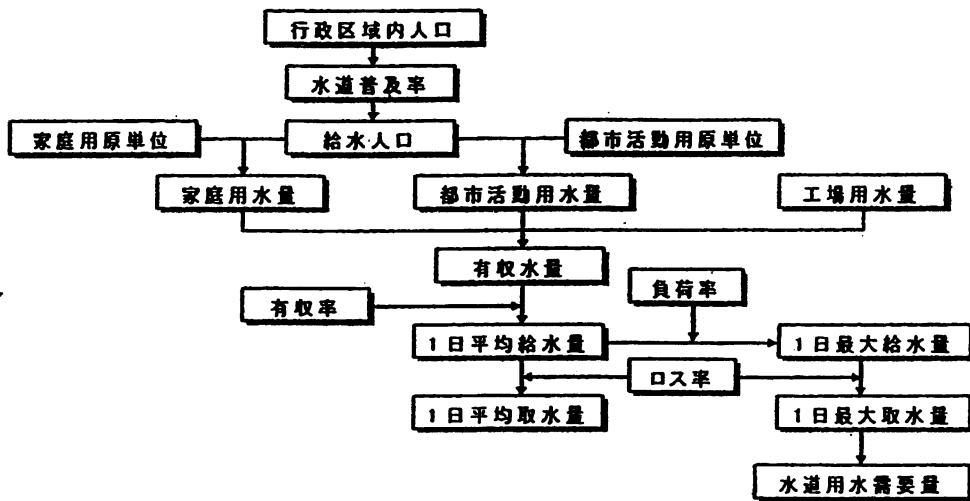 行政区域内人口
水道普及率
家庭用原単位
給水人口
都市活動用原単位
家庭用水量
都市活動用水量
工場用水量
有収水量
有収率
負荷率
1日平均給水量
1日最大給水量
ロス率
1日平均取水量
1日最大取水量
水道用水需要量